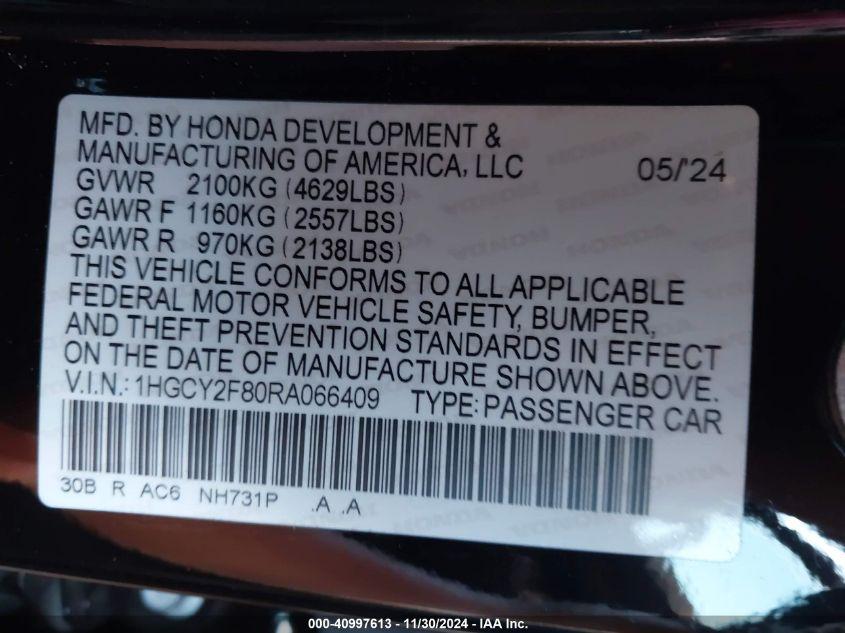 MFD. BY HONDA DEVELOPMENT &
MANUFACTURING OF AMERICA, LLC 05/'24
GVWR 2100KG (4629LBS)
GAWR F 1160KG (2557LBS)
GAWR R 970KG (2138LBS)
THIS VEHICLE CONFORMS TO ALL APPLICABLE
FEDERAL MOTOR VEHICLE SAFETY, BUMPER,
AND THEFT PREVENTION STANDARDS IN EFFECT
ON THE DATE OF MANUFACTURE SHOWN ABOVE.
V.I.N.: 1HGCY2F80RA066409 TYPE: PASSENGER CAR
30B R AC6 NH731P .A .A
000-40997613 - 11/30/2024 - IAA Inc.